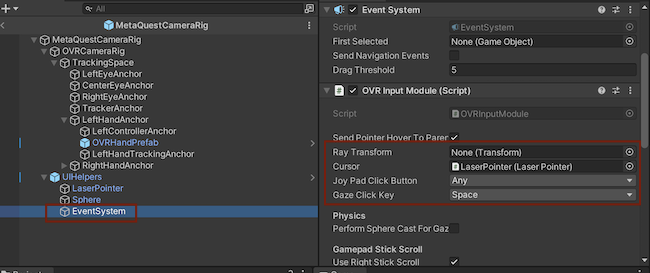 All
MetaQuestCameraRig
MetaQuestCameraRig
OVRCameraRig
TrackingSpace
LeftEyeAnchor
CenterEyeAnchor
RightEyeAnchor
TrackerAnchor
LeftHandAnchor
LeftControllerAnchor
OVRHandPrefab
LeftHandTrackingAnchor
RightHandAnchor
UIHelpers
LaserPointer
Sphere
EventSystem
Event System
Script EventSystem
First Selected None (Game Object)
Send Navigation Events
Drag Threshold 5
OVR Input Module (Script)
Script OVRInputModule
Send Pointer Hover To Paren
Ray Transform None (Transform)
Cursor LaserPointer (Laser Pointer)
Joy Pad Click Button Any
Gaze Click Key Space
Physics
Perform Sphere Cast For Gaz
Gamepad Stick Scroll
Use Right Stick Scroll